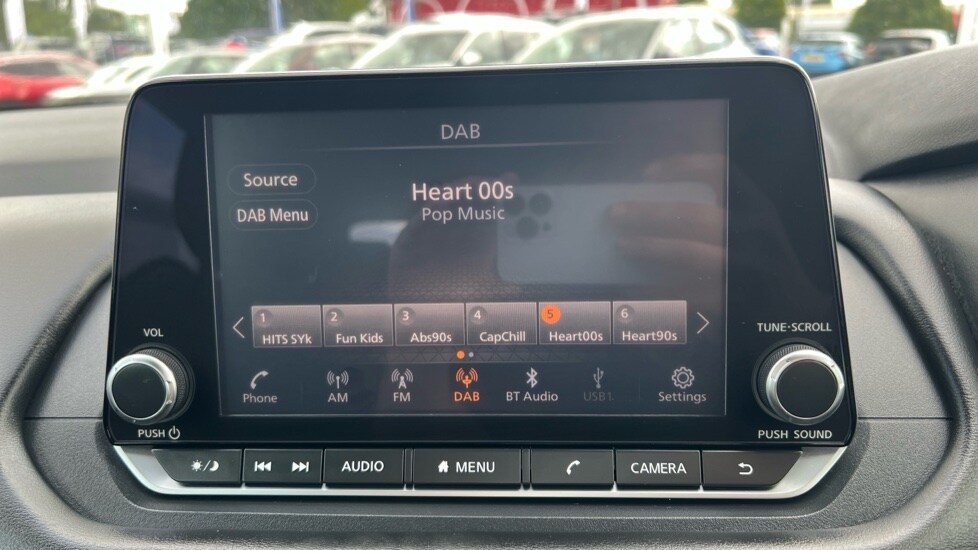 DAB
Source
Heart 00s
DAB Menu
Pop Music
1 2 3 4 5 6
HITS SYk Fun Kids Abs90s CapChill Heart00s Heart90s
Phone AM FM DAB BT Audio USB1 Settings
VOL
TUNE·SCROLL
PUSH
PUSH SOUND
AUDIO MENU CAMERA